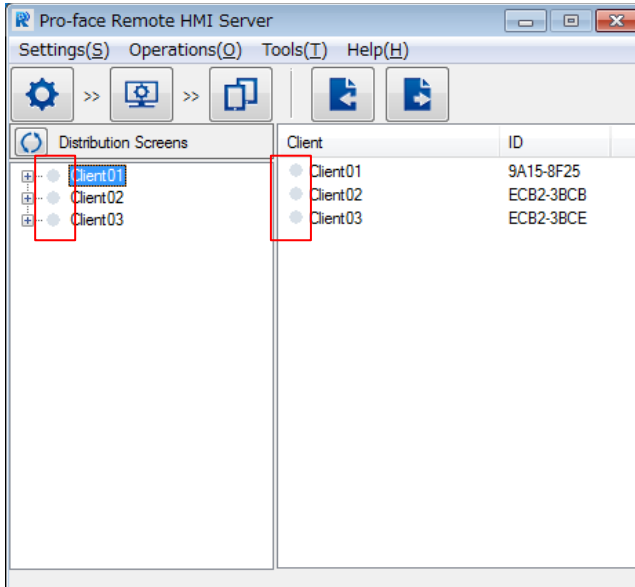 Pro-face Remote HMI Server
Settings(S) Operations(O) Tools(T) Help(H)
>> >>
Distribution Screens Client ID
Client01 Client01 9A15-8F25
Client02 Client02 ECB2-3BCB
Client03 Client03 ECB2-3BCE